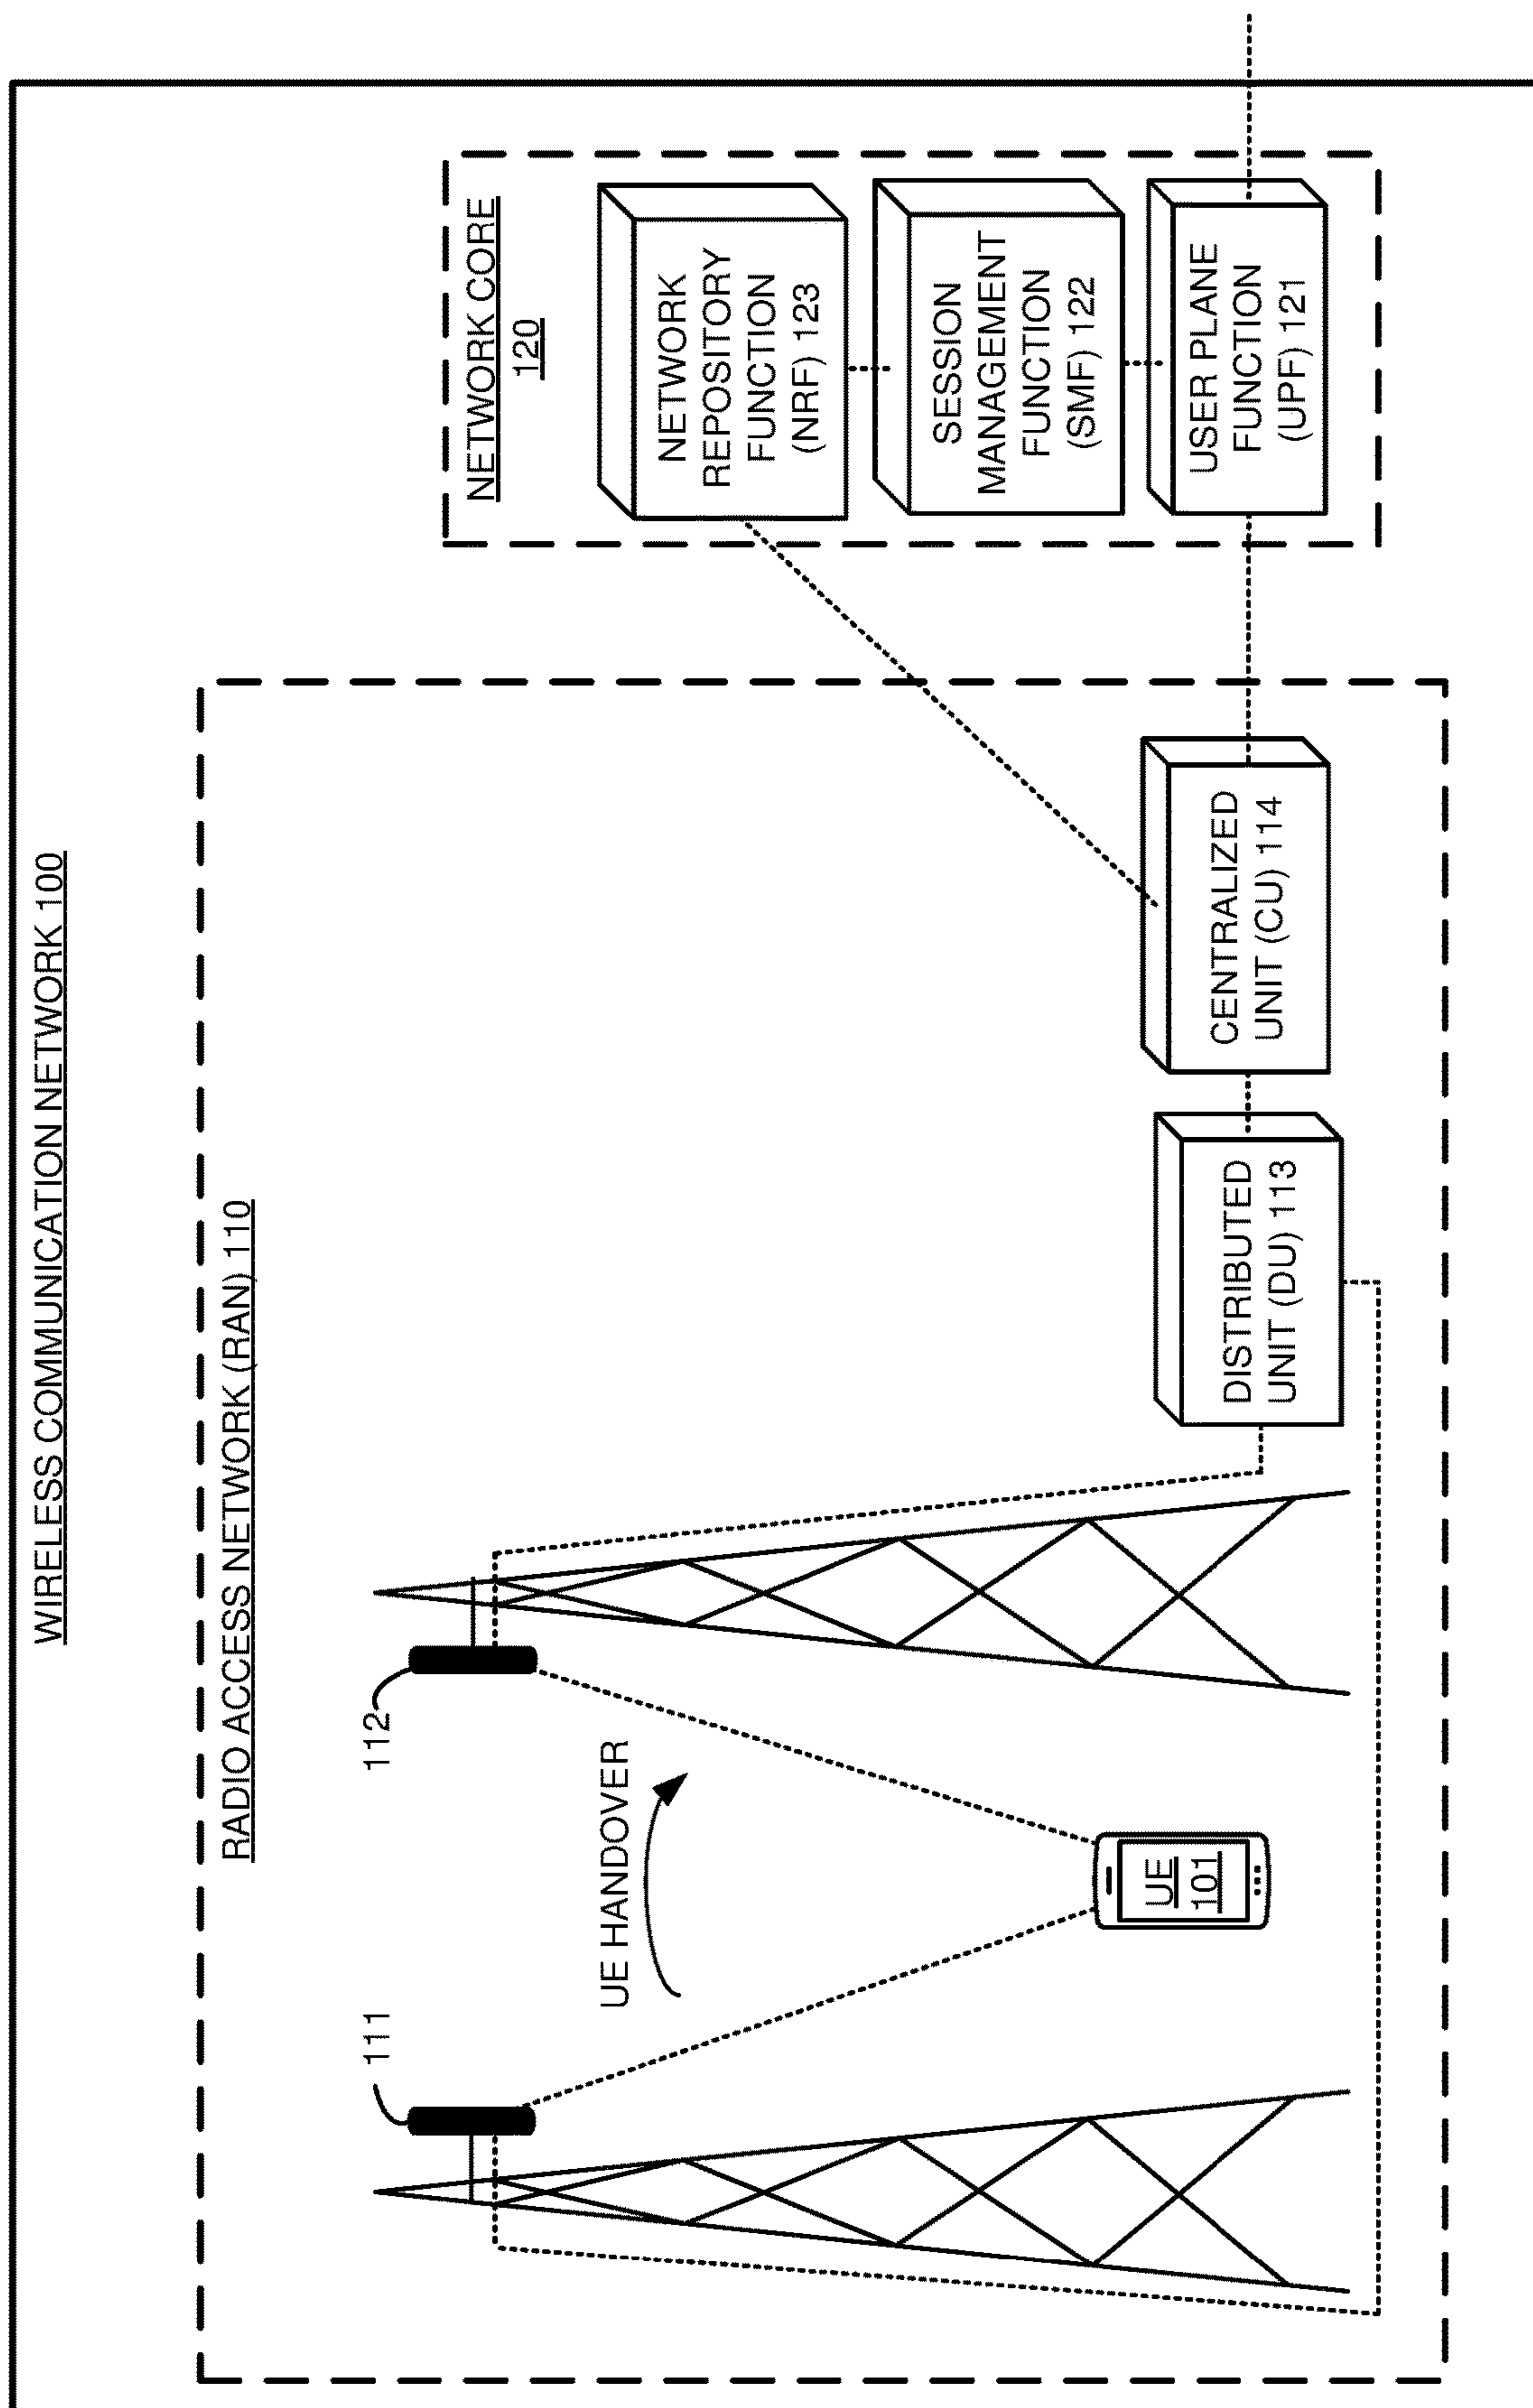 WIRELESS COMMUNICATION NETWORK 100
RADIO ACCESS NETWORK (RAN) 110
111
112
UE HANDOVER
UE
101
DISTRIBUTED
UNIT (DU) 113
CENTRALIZED
UNIT (CU) 114
NETWORK CORE
120
NETWORK
REPOSITORY
FUNCTION
(NRF) 123
SESSION
MANAGEMENT
FUNCTION
(SMF) 122
USER PLANE
FUNCTION
(UPF) 121